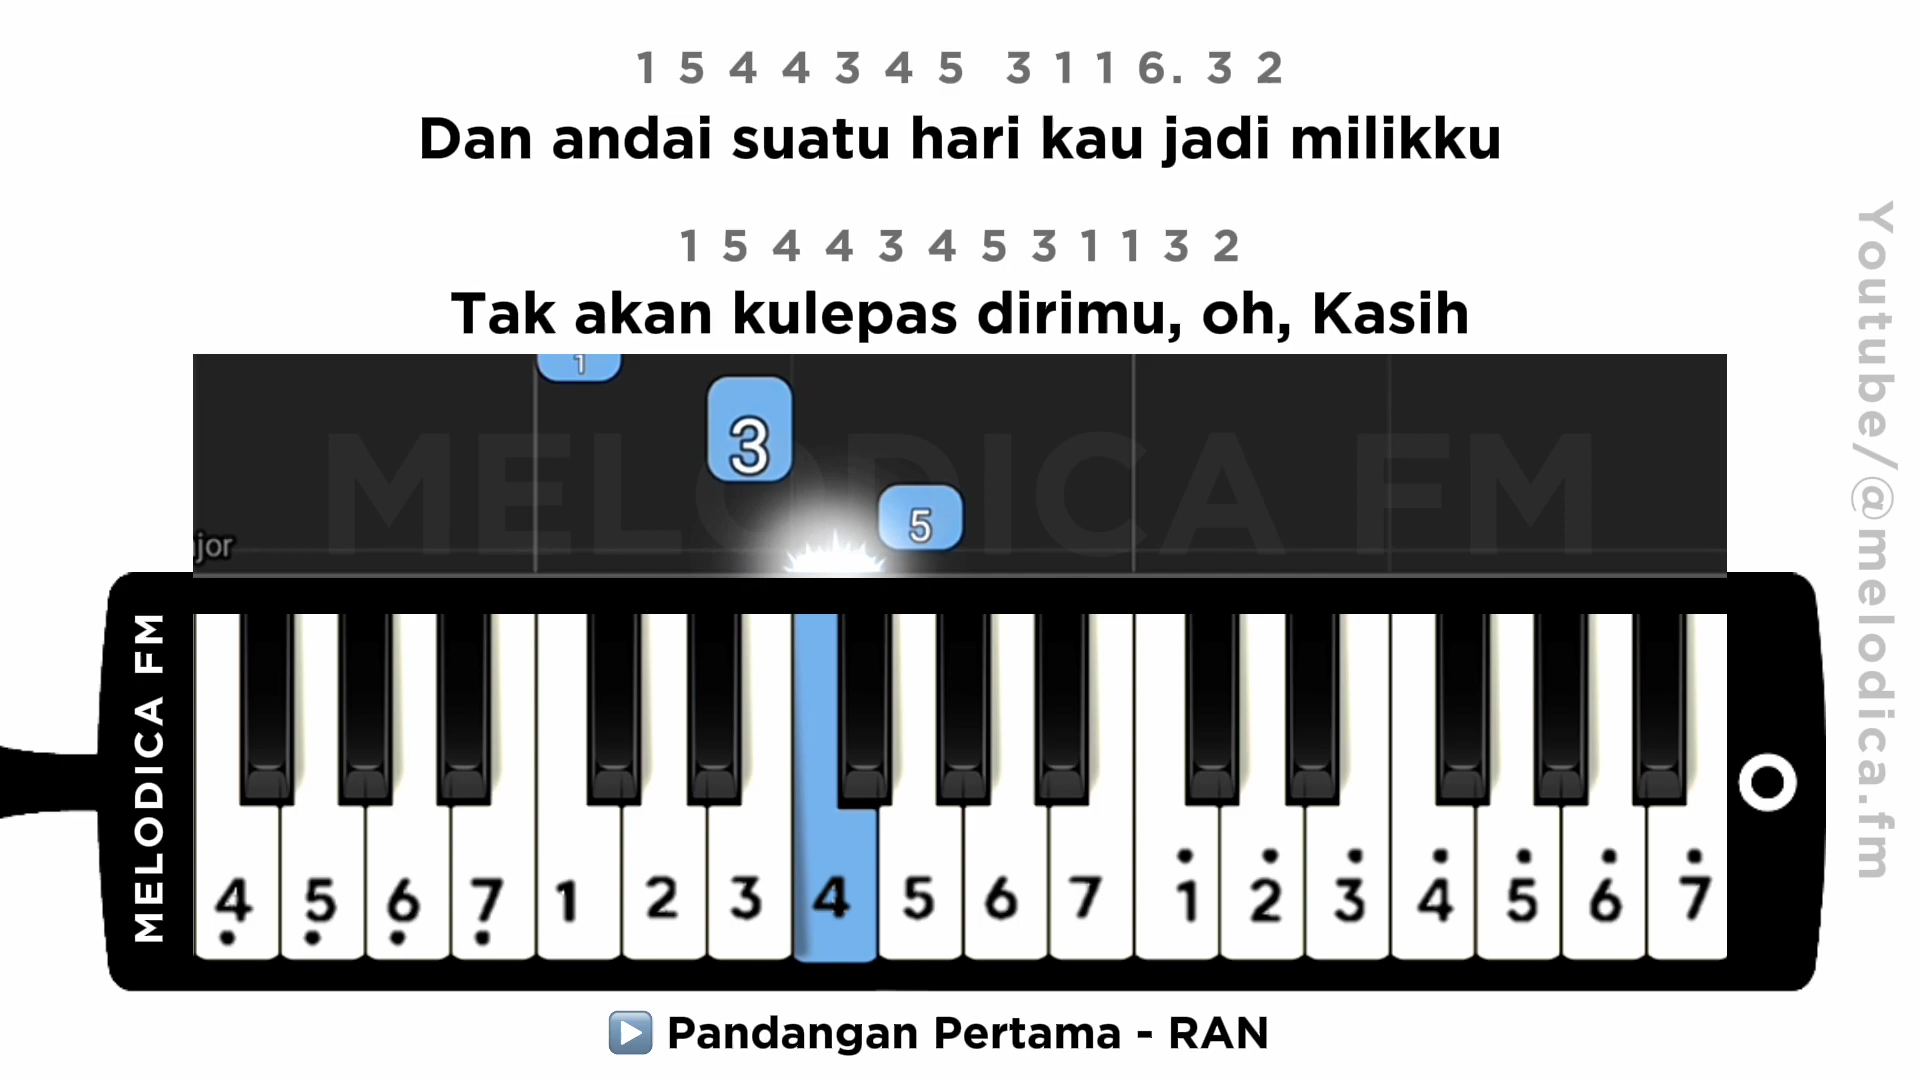 1 5 4 4 3 4 5 3 1 1 6. 3 2
Dan andai suatu hari kau jadi milikku
1 5 4 4 3 4 5 3 1 1 3 2
Tak akan kulepas dirimu, oh, Kasih
Youtube/@melodica.fm
1
3
5
jor
MELODICA FM
MELODICA FM
4 5 6 7 1 2 3 4 5 6 7 1 2 3 4 5 6 7
Pandangan Pertama - RAN